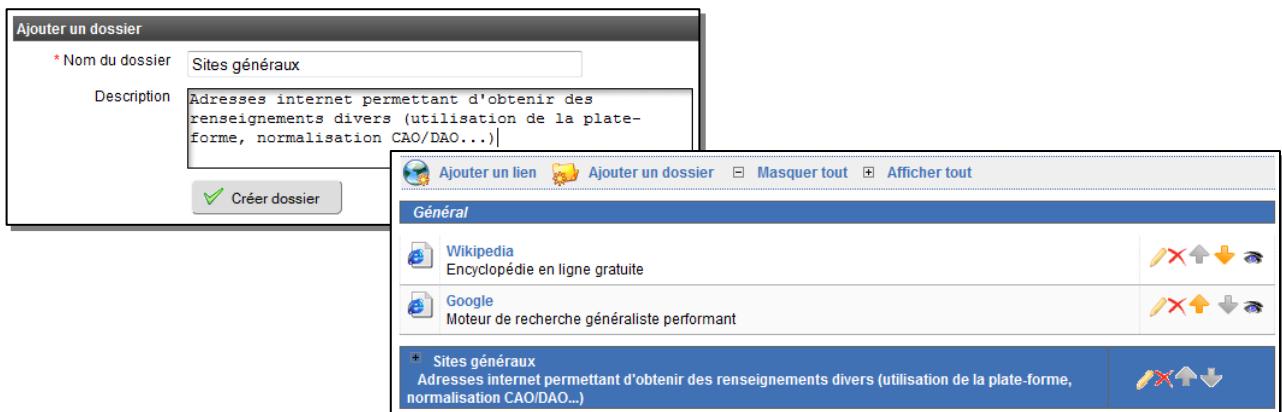 Ajouter un dossier
* Nom du dossier
Sites généraux
Description
Adresses internet permettant d'obtenir des
renseignements divers (utilisation de la plate-
forme, normalisation CAO/DAO...)
Créer dossier
Ajouter un lien Ajouter un dossier Masquer tout Afficher tout
Général
Wikipedia
Encyclopédie en ligne gratuite
Google
Moteur de recherche généraliste performant
Sites généraux
Adresses internet permettant d'obtenir des renseignements divers (utilisation de la plate-forme,
normalisation CAO/DAO...)